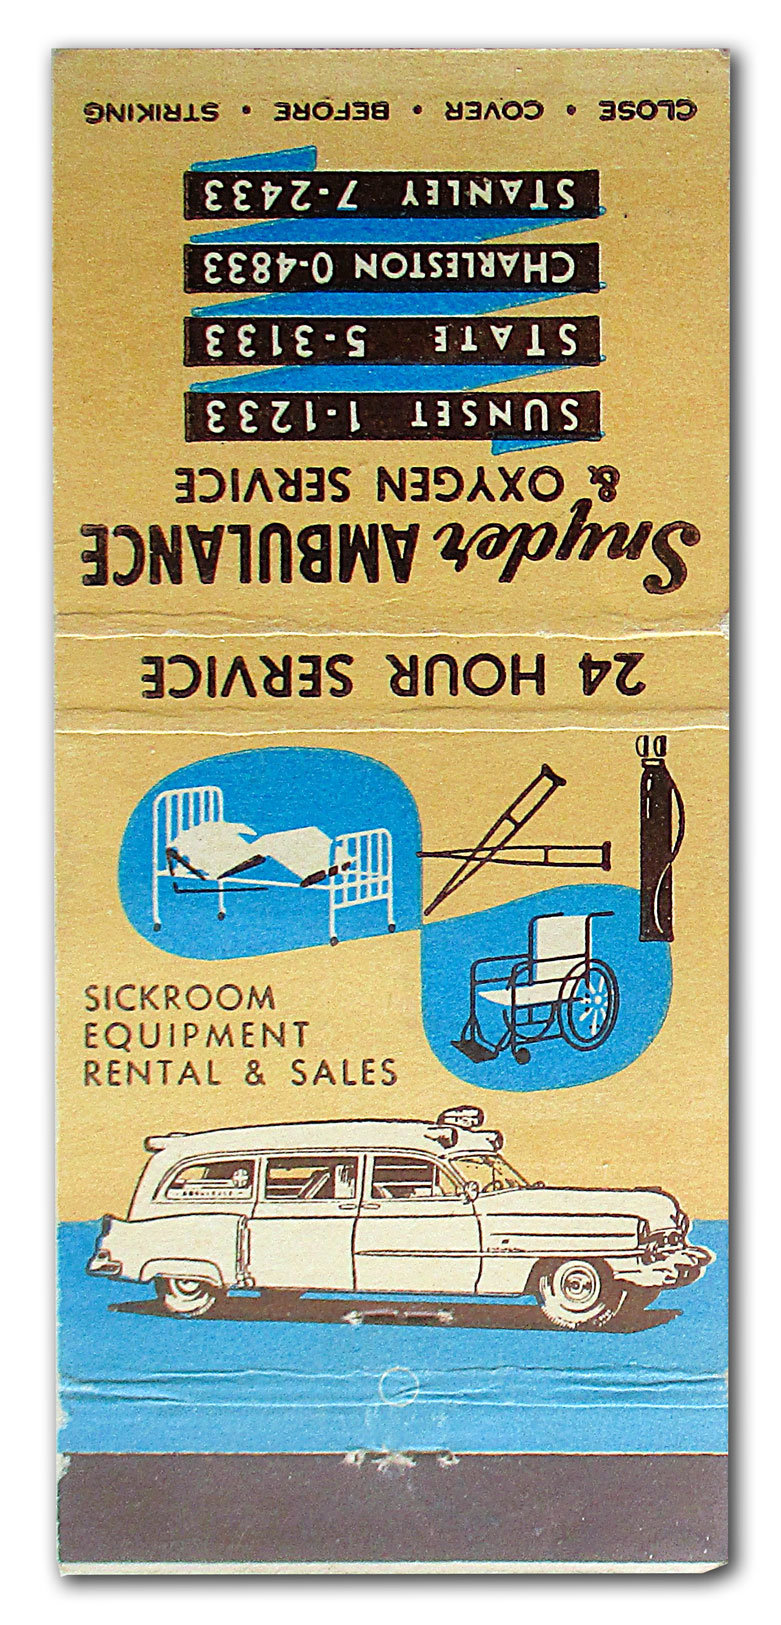 Snyder AMBULANCE
& OXYGEN SERVICE
SUNSET 1-1233
STATE 5-3133
CHARLESTON 0-4833
STANLEY 7-2433
CLOSE • COVER • BEFORE • STRIKING
24 HOUR SERVICE
SICKROOM
EQUIPMENT
RENTAL & SALES